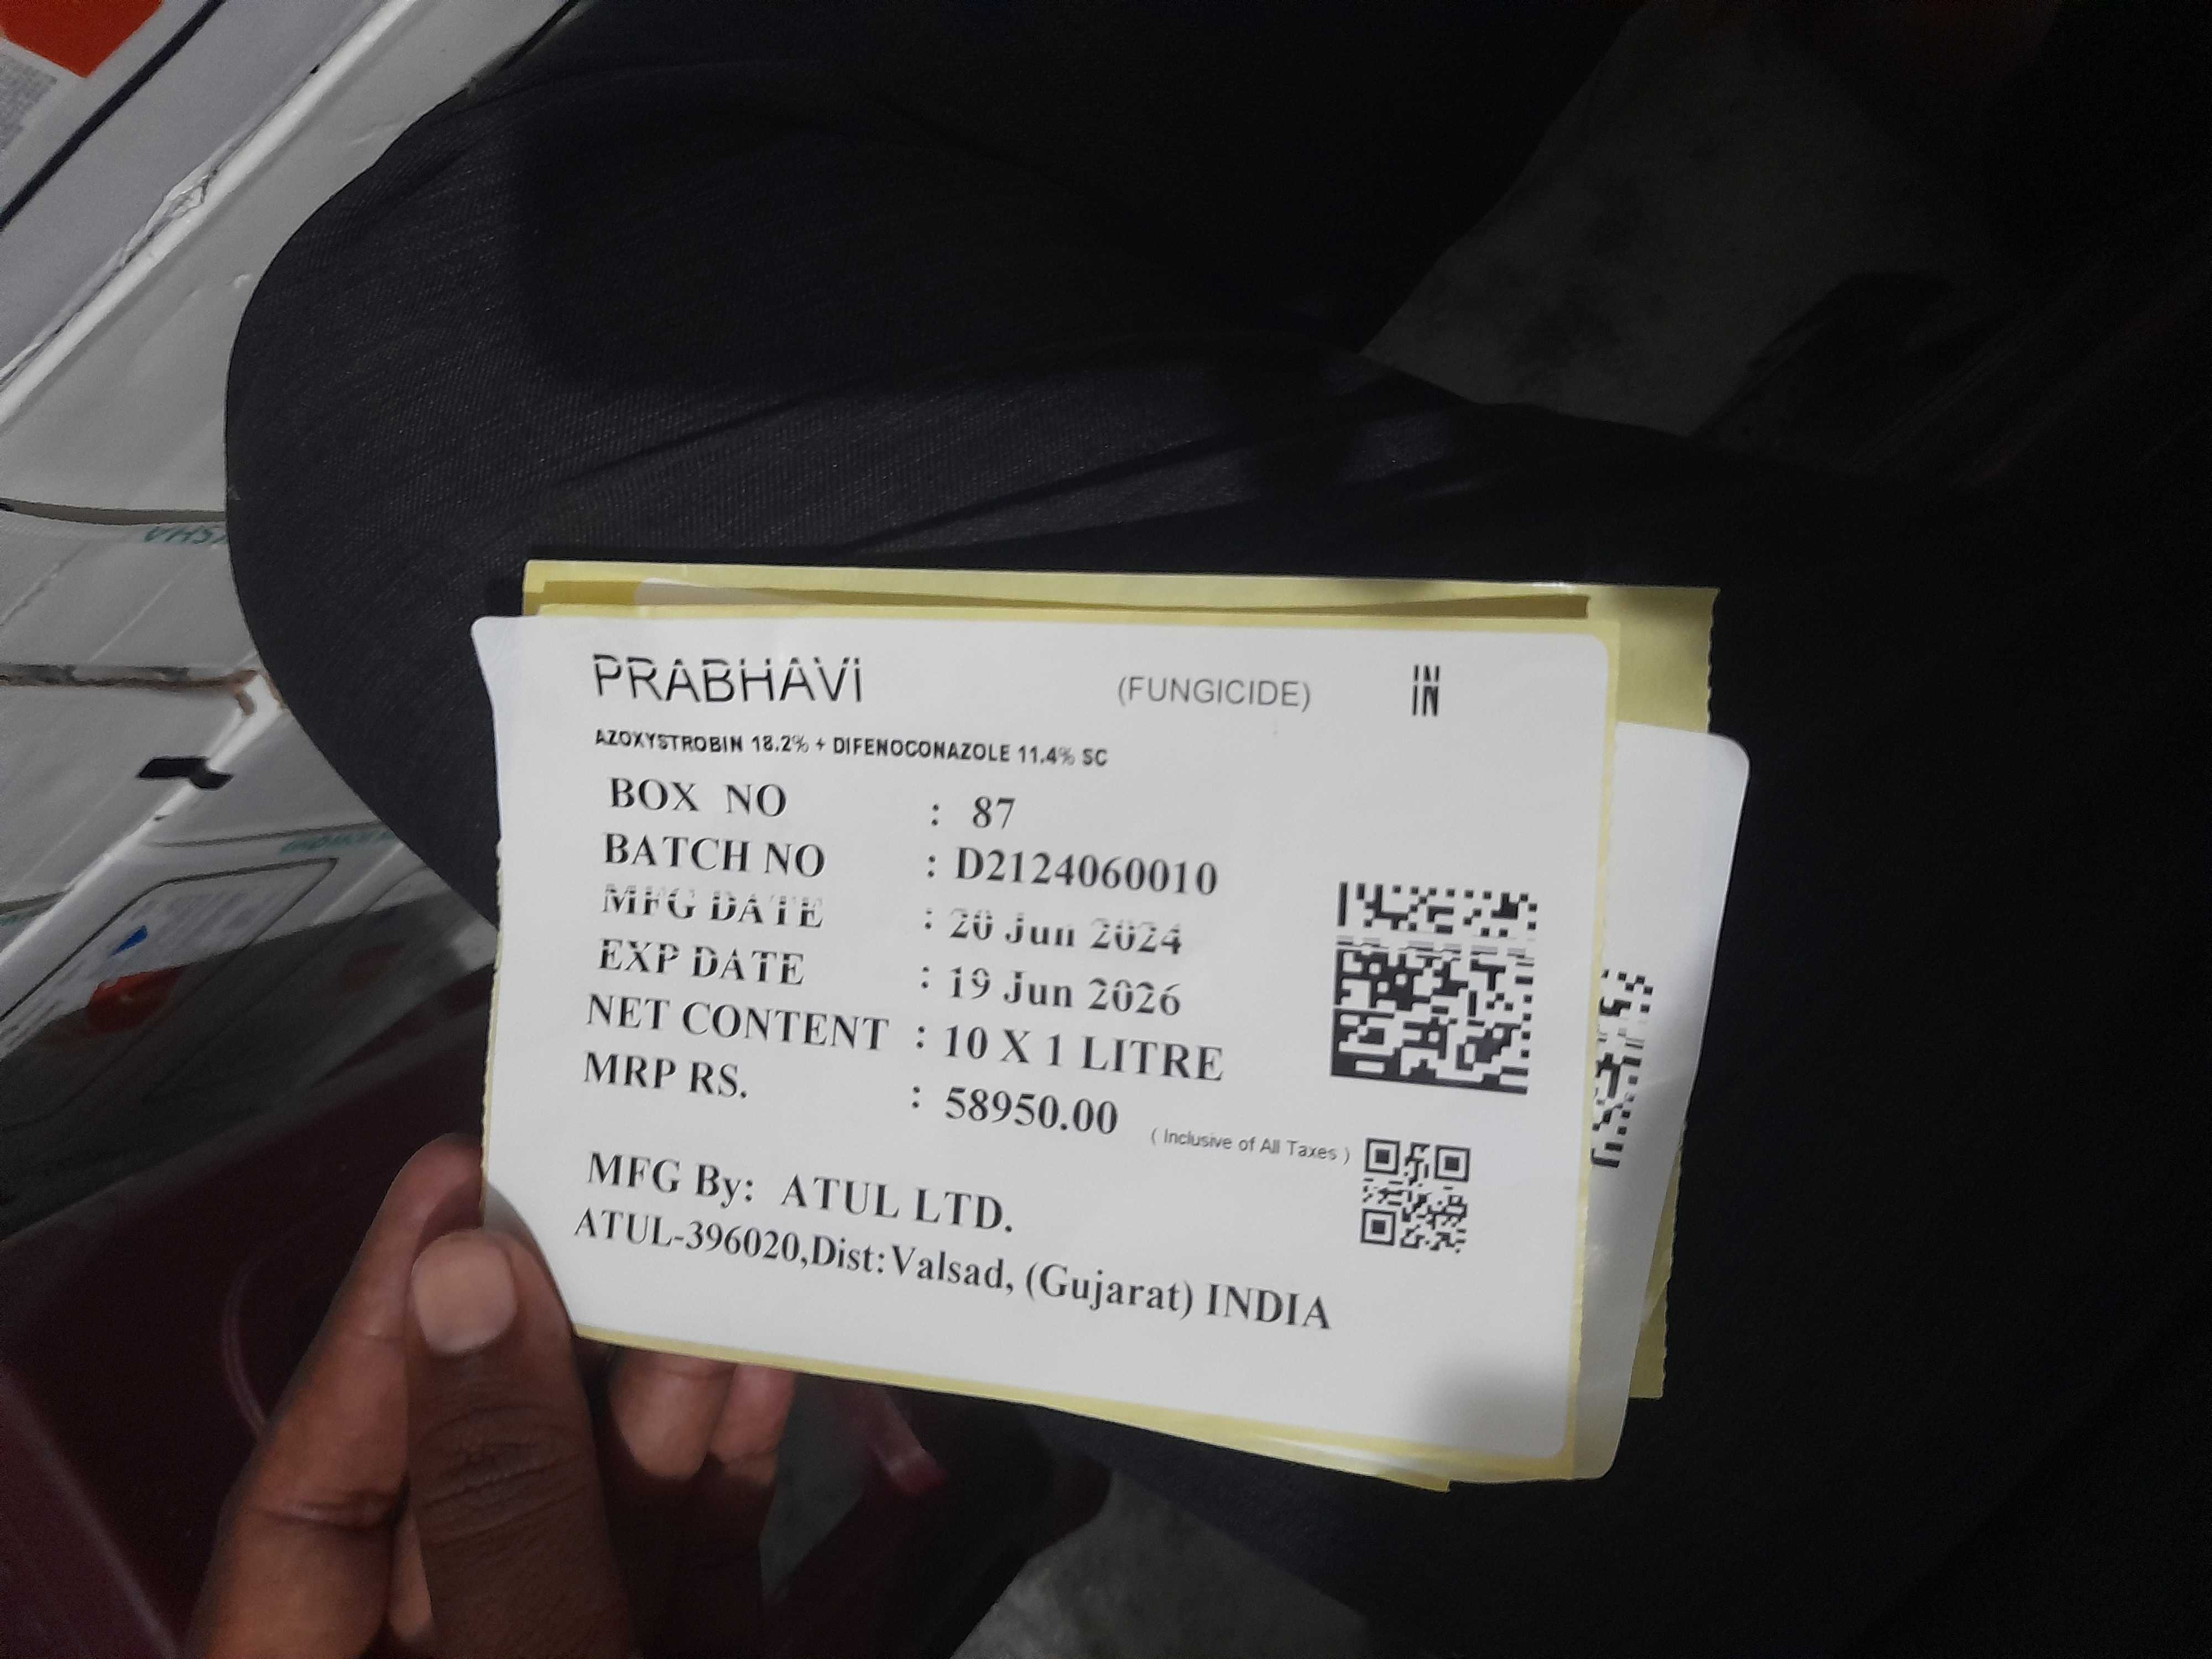 PRABHAVI (FUNGICIDE) IN
AZOXYSTROBIN 18.2% + DIFENOCONAZOLE 11.4% SC
BOX NO : 87
BATCH NO : D2124060010
MFG DATE : 20 Jun 2024
EXP DATE : 19 Jun 2026
NET CONTENT : 10 X 1 LITRE
MRP RS. : 58950.00 ( Inclusive of All Taxes )
MFG By: ATUL LTD.
ATUL-396020,Dist:Valsad, (Gujarat) INDIA